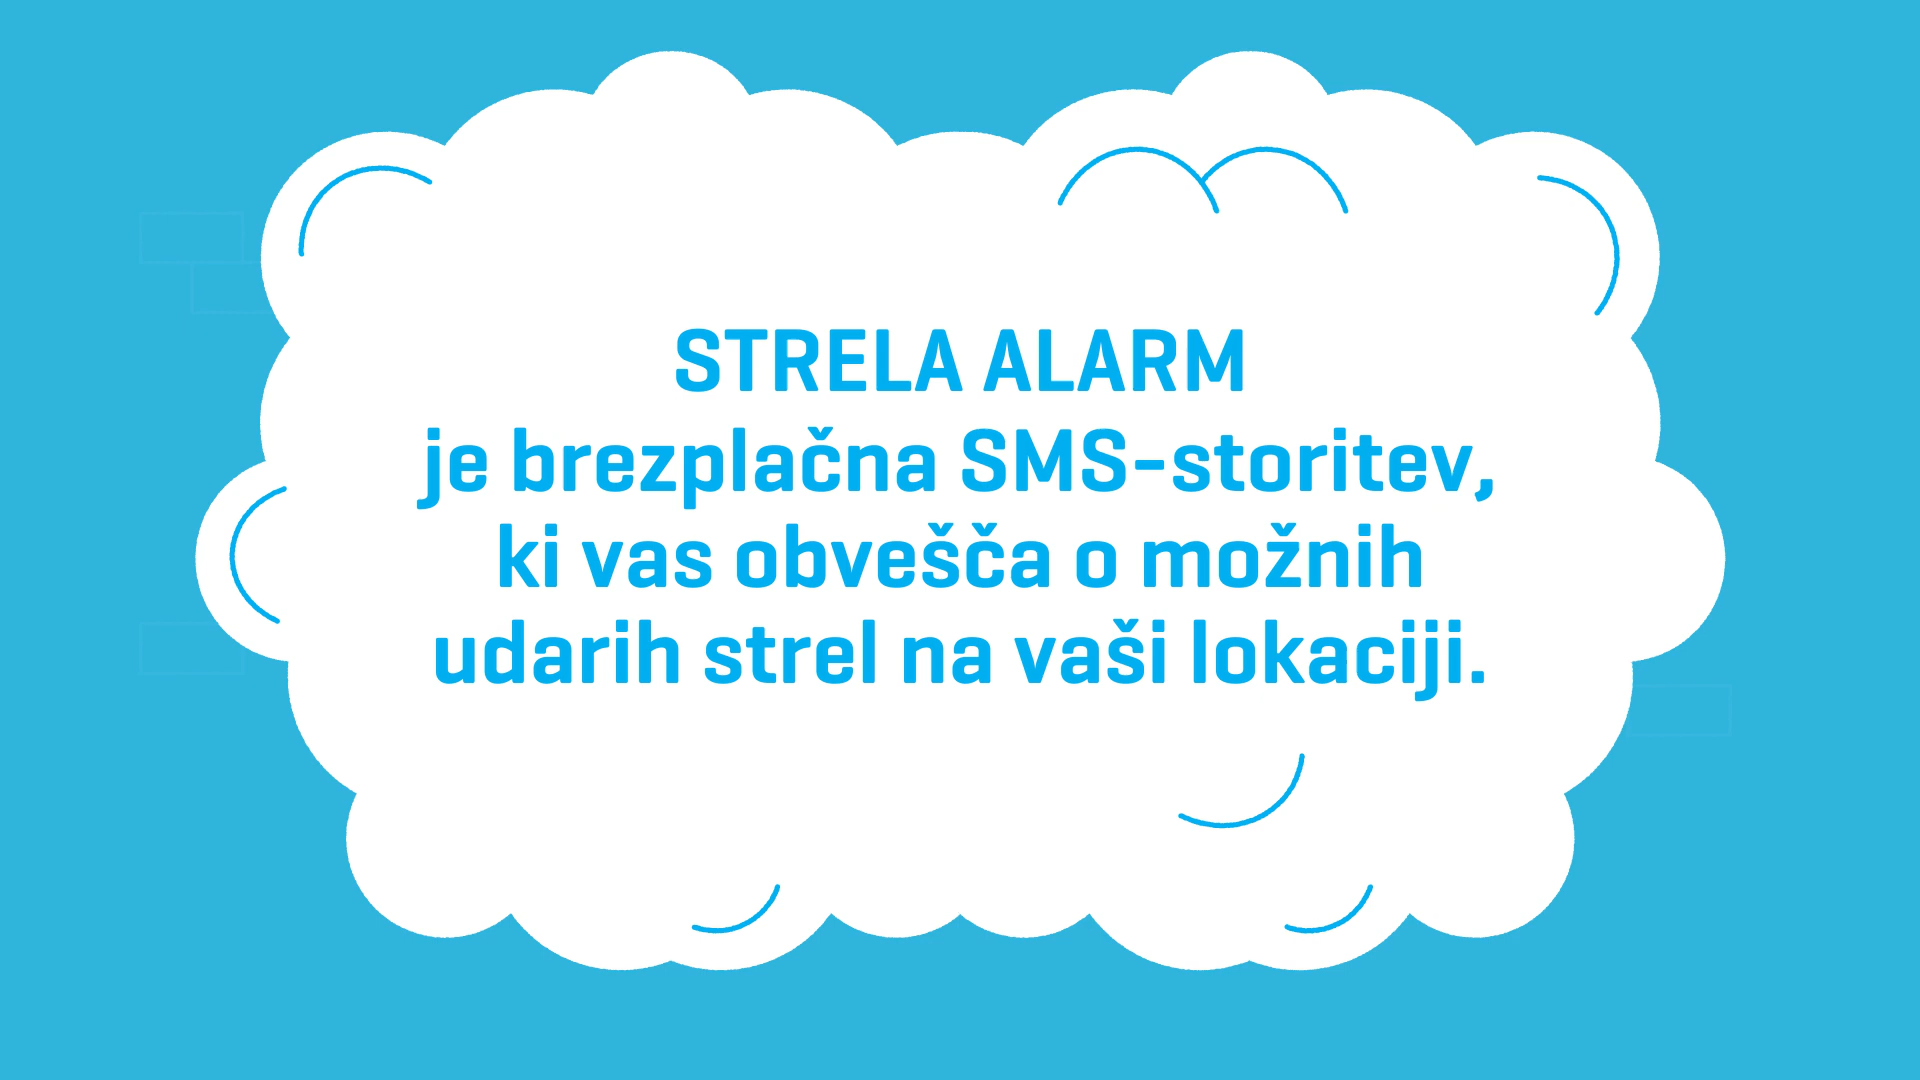 STRELA ALARM
je brezplačna SMS-storitev,
ki vas obvešča o možnih
udarih strel na vaši lokaciji.